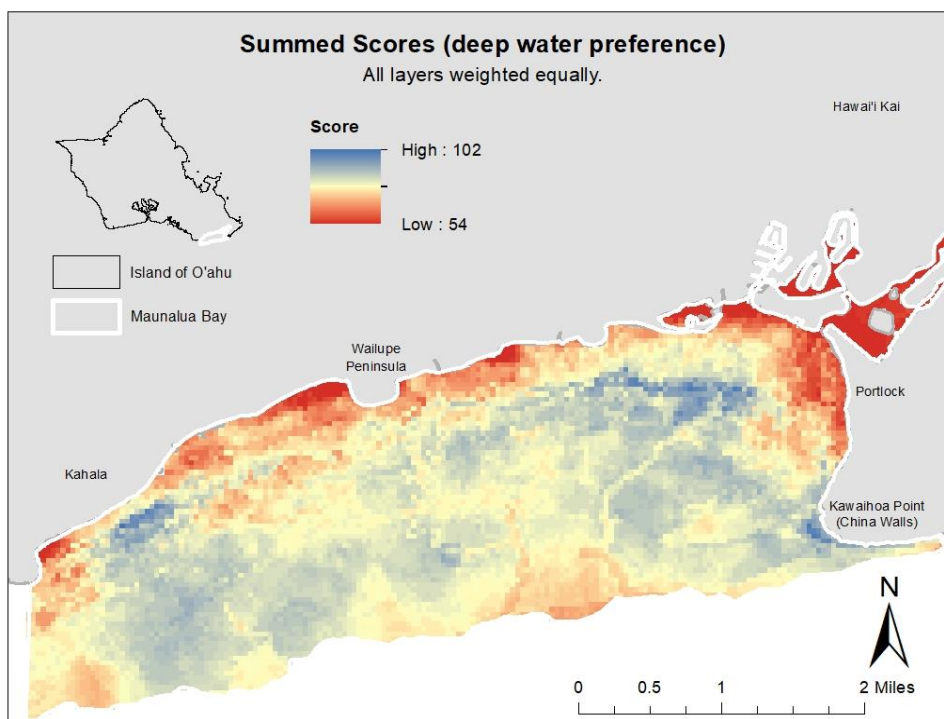 Summed Scores (deep water preference)
All layers weighted equally.
Hawai'i Kai
Score
High : 102
Low : 54
Island of O'ahu
Maunalua Bay
Wailupe
Peninsula
Portlock
Kahala
Kawaihoa Point
(China Walls)
N
0 0.5 1 2 Miles